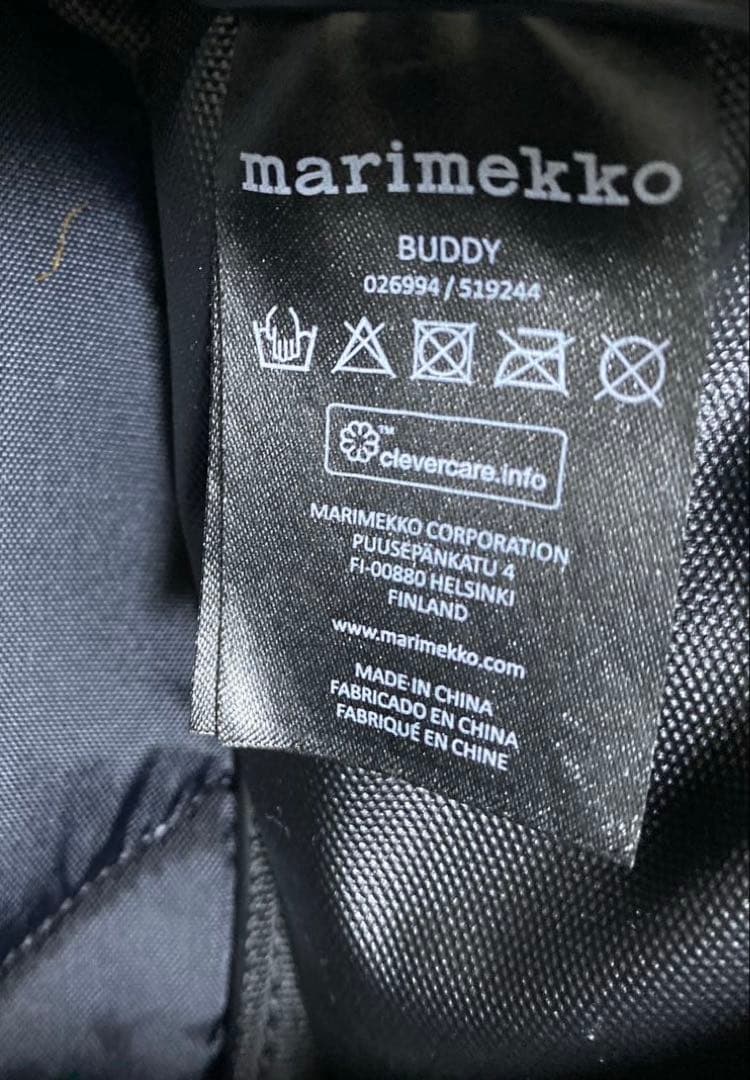 marimekko
BUDDY
026994 / 519244
™
clevercare.info
MARIMEKKO CORPORATION
PUUSEPÄNKATU 4
FI-00880 HELSINKI
FINLAND
www.marimekko.com
MADE IN CHINA
FABRICADO EN CHINA
FABRIQUÉ EN CHINE